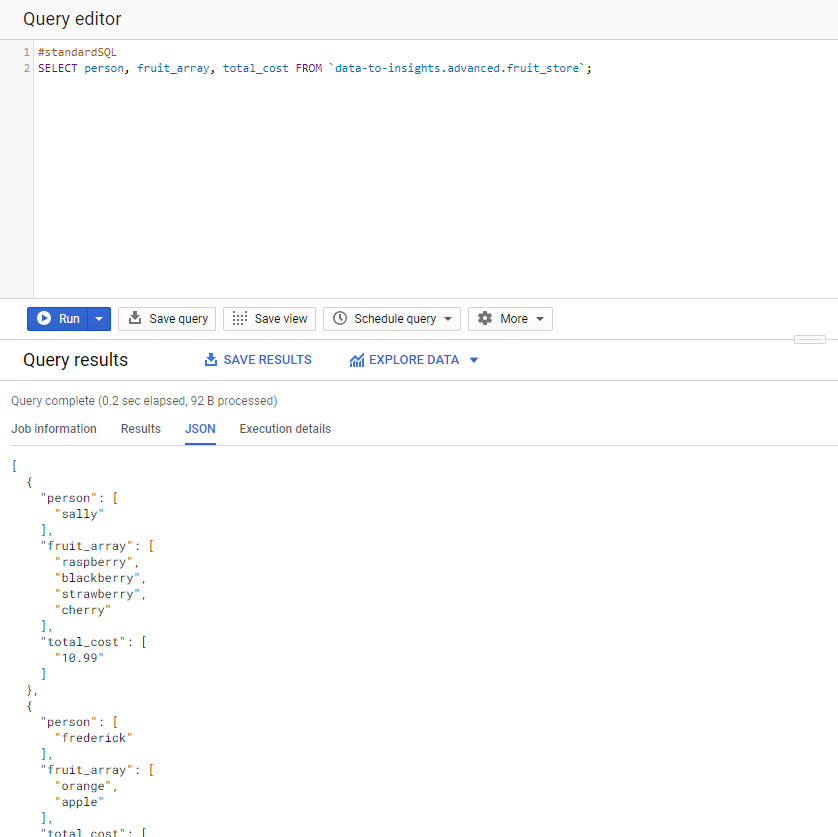 Query editor
1 #standardSQL
2 SELECT person, fruit_array, total_cost FROM `data-to-insights.advanced.fruit_store`;
Run Save query Save view Schedule query More
Query results SAVE RESULTS EXPLORE DATA
Query complete (0.2 sec elapsed, 92 B processed)
Job information Results JSON Execution details
[
  {
    "person": [
      "sally"
    ],
    "fruit_array": [
      "raspberry",
      "blackberry",
      "strawberry",
      "cherry"
    ],
    "total_cost": [
      "10.99"
    ]
  },
  {
    "person": [
      "frederick"
    ],
    "fruit_array": [
      "orange",
      "apple"
    ],
    "total_cost": [